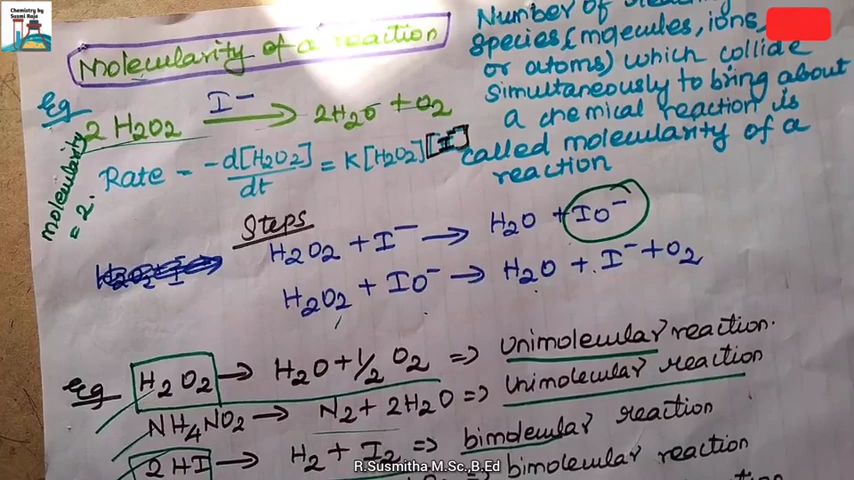 Chemistry by
Susmi Raja
Molecularity of a reaction
Number of
species (molecules, ions,
or atoms) which collide
simultaneously to bring about
a chemical reaction is
called molecularity of a
reaction
Eg
2 H2O2 I⁻ → 2H2O + O2
molecularity
= 2.
Rate = -d[H2O2]/dt = K[H2O2][I⁻]
Steps
H2O2 + I⁻ → H2O + IO⁻
H2O2 + IO⁻ → H2O + I⁻ + O2
Eg
H2O2 → H2O + 1/2 O2 => Unimolecular reaction.
NH4NO2 → N2 + 2H2O => Unimolecular reaction
2HI → H2 + I2 => bimolecular reaction
bimolecular reaction
R.Susmitha M.Sc.,B.Ed